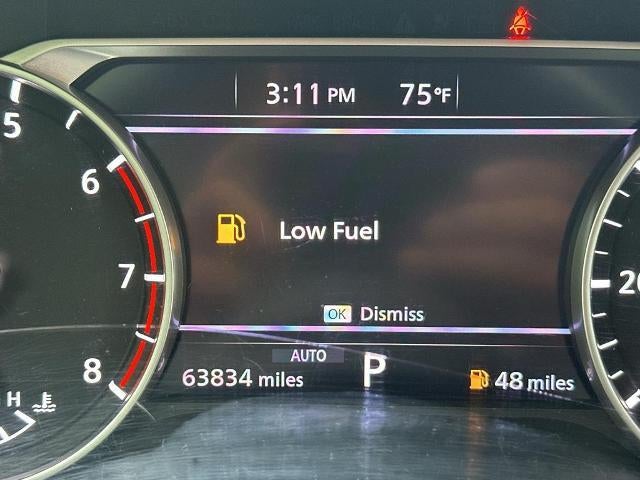 3:11 PM 75°F
5
6
Low Fuel
7
20
OK Dismiss
AUTO
8
63834 miles P 48 miles
H